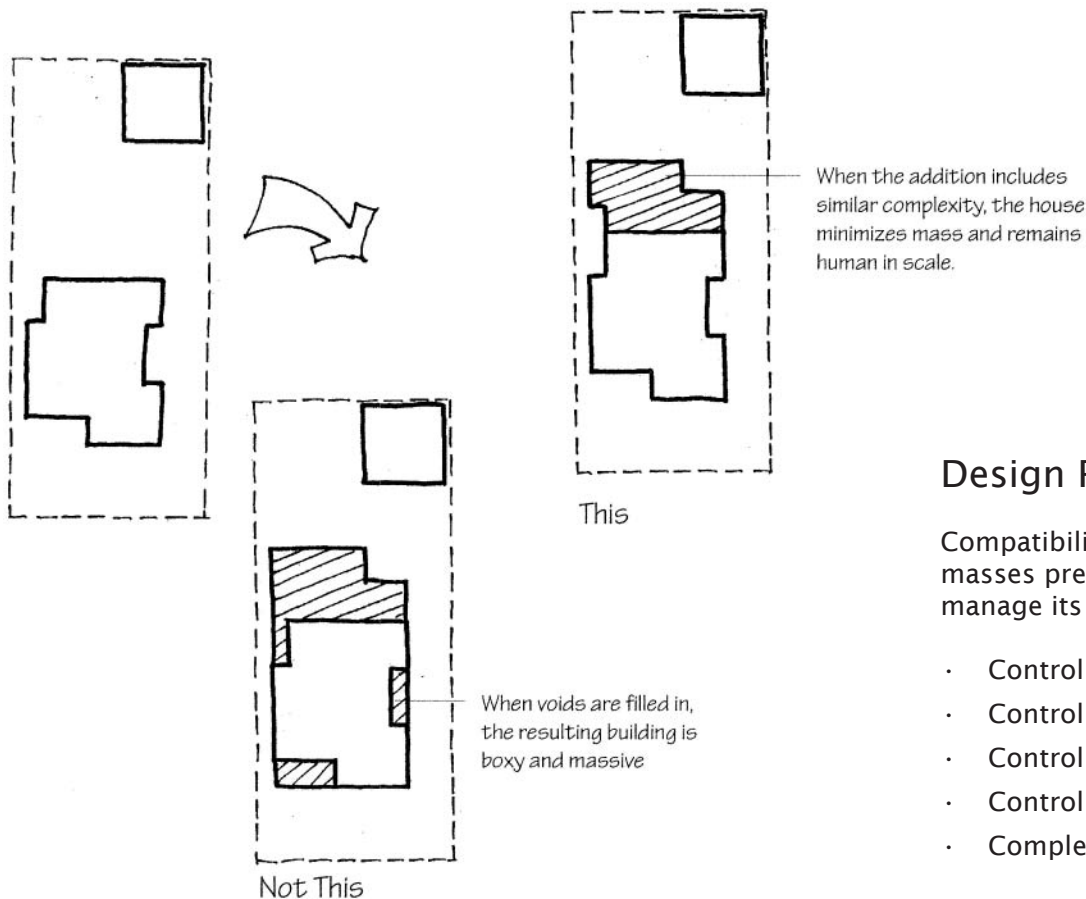 When the addition includes
similar complexity, the house
minimizes mass and remains
human in scale.
This
When voids are filled in,
the resulting building is
boxy and massive
Not This
Design
Compatibili
masses pre
manage its
· Control
· Control
· Control
· Control
· Comple